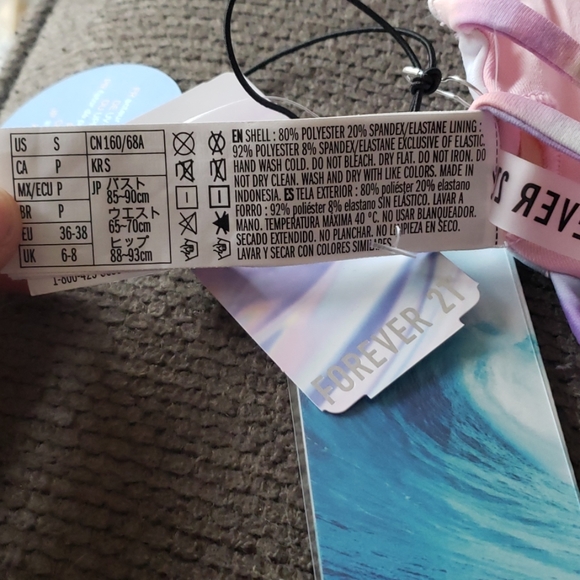 US S CN 160/68A
CA P KR S
MX/ECU P JP バスト
85-90cm
BR P ウエスト
65-70cm
EU 36-38 ヒップ
UK 6-8 88-93cm
EN SHELL : 80% POLYESTER 20% SPANDEX/ELASTANE LINING :
92% POLYESTER 8% SPANDEX/ELASTANE EXCLUSIVE OF ELASTIC.
HAND WASH COLD. DO NOT BLEACH. DRY FLAT. DO NOT IRON. DO
NOT DRY CLEAN. WASH AND DRY WITH LIKE COLORS. MADE IN
INDONESIA. ES TELA EXTERIOR : 80% poliéster 20% elastano
FORRO : 92% poliéster 8% elastano SIN ELÁSTICO. LAVAR A
MANO. TEMPERATURA MÁXIMA 40 °C. NO USAR BLANQUEADOR.
SECADO EXTENDIDO. NO PLANCHAR. NO LIMPIEZA EN SECO.
LAVAR Y SECAR CON COLORES SIMILARES.
EVER 21
FOREVER 21